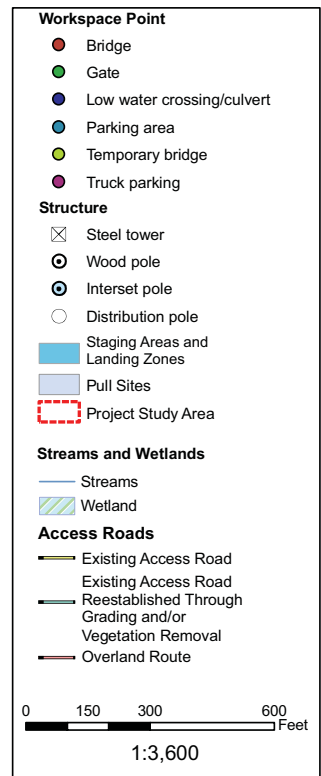 Workspace Point
Bridge
Gate
Low water crossing/culvert
Parking area
Temporary bridge
Truck parking
Structure
Steel tower
Wood pole
Interset pole
Distribution pole
Staging Areas and
Landing Zones
Pull Sites
Project Study Area
Streams and Wetlands
Streams
Wetland
Access Roads
Existing Access Road
Existing Access Road
Reestablished Through
Grading and/or
Vegetation Removal
Overland Route
0 150 300 600
Feet
1:3,600